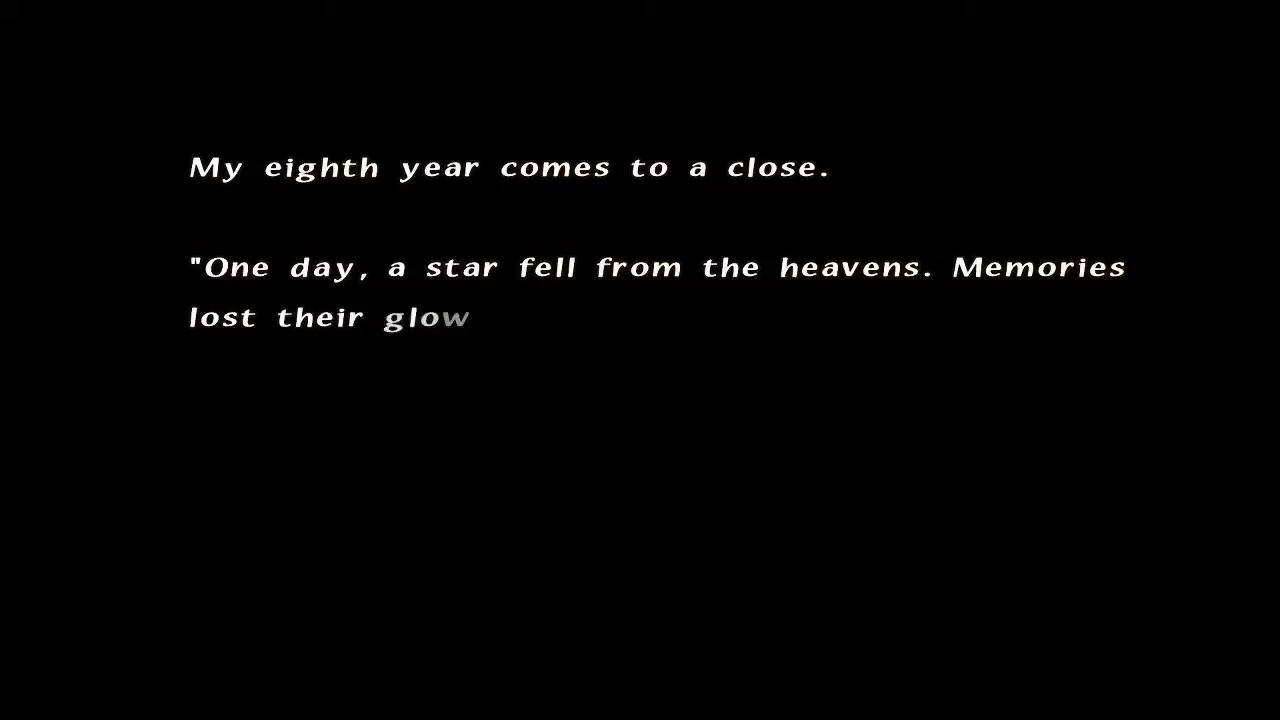 My eighth year comes to a close.
"One day, a star fell from the heavens. Memories
lost their glow